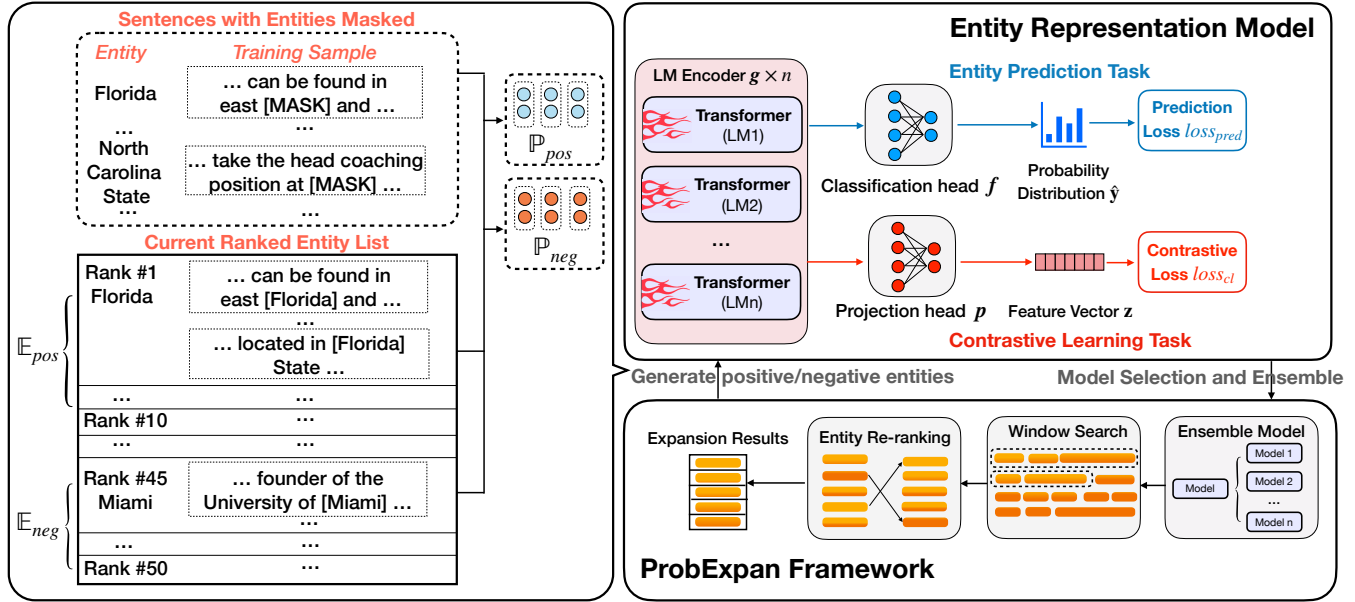 Sentences with Entities Masked
Entity
Training Sample
Florida
… can be found in
east [MASK] and …
…
…
North
Carolina
State
… take the head coaching
position at [MASK] …
…
…
ℙpos
ℙneg
Current Ranked Entity List
Rank #1
Florida
… can be found in
east [Florida] and …
…
… located in [Florida]
State …
𝔼pos
…
…
Rank #10
…
…
…
Rank #45
Miami
… founder of the
University of [Miami] …
…
𝔼neg
…
…
Rank #50
…
Entity Representation Model
LM Encoder g × n
Transformer
(LM1)
Transformer
(LM2)
…
Transformer
(LMn)
Entity Prediction Task
Classification head f
Probability
Distribution ŷ
Prediction
Loss losspred
Projection head p
Feature Vector z
Contrastive
Loss losscl
Contrastive Learning Task
Generate positive/negative entities
Model Selection and Ensemble
Expansion Results
Entity Re-ranking
Window Search
Ensemble Model
Model
Model 1
Model 2
…
Model n
ProbExpan Framework